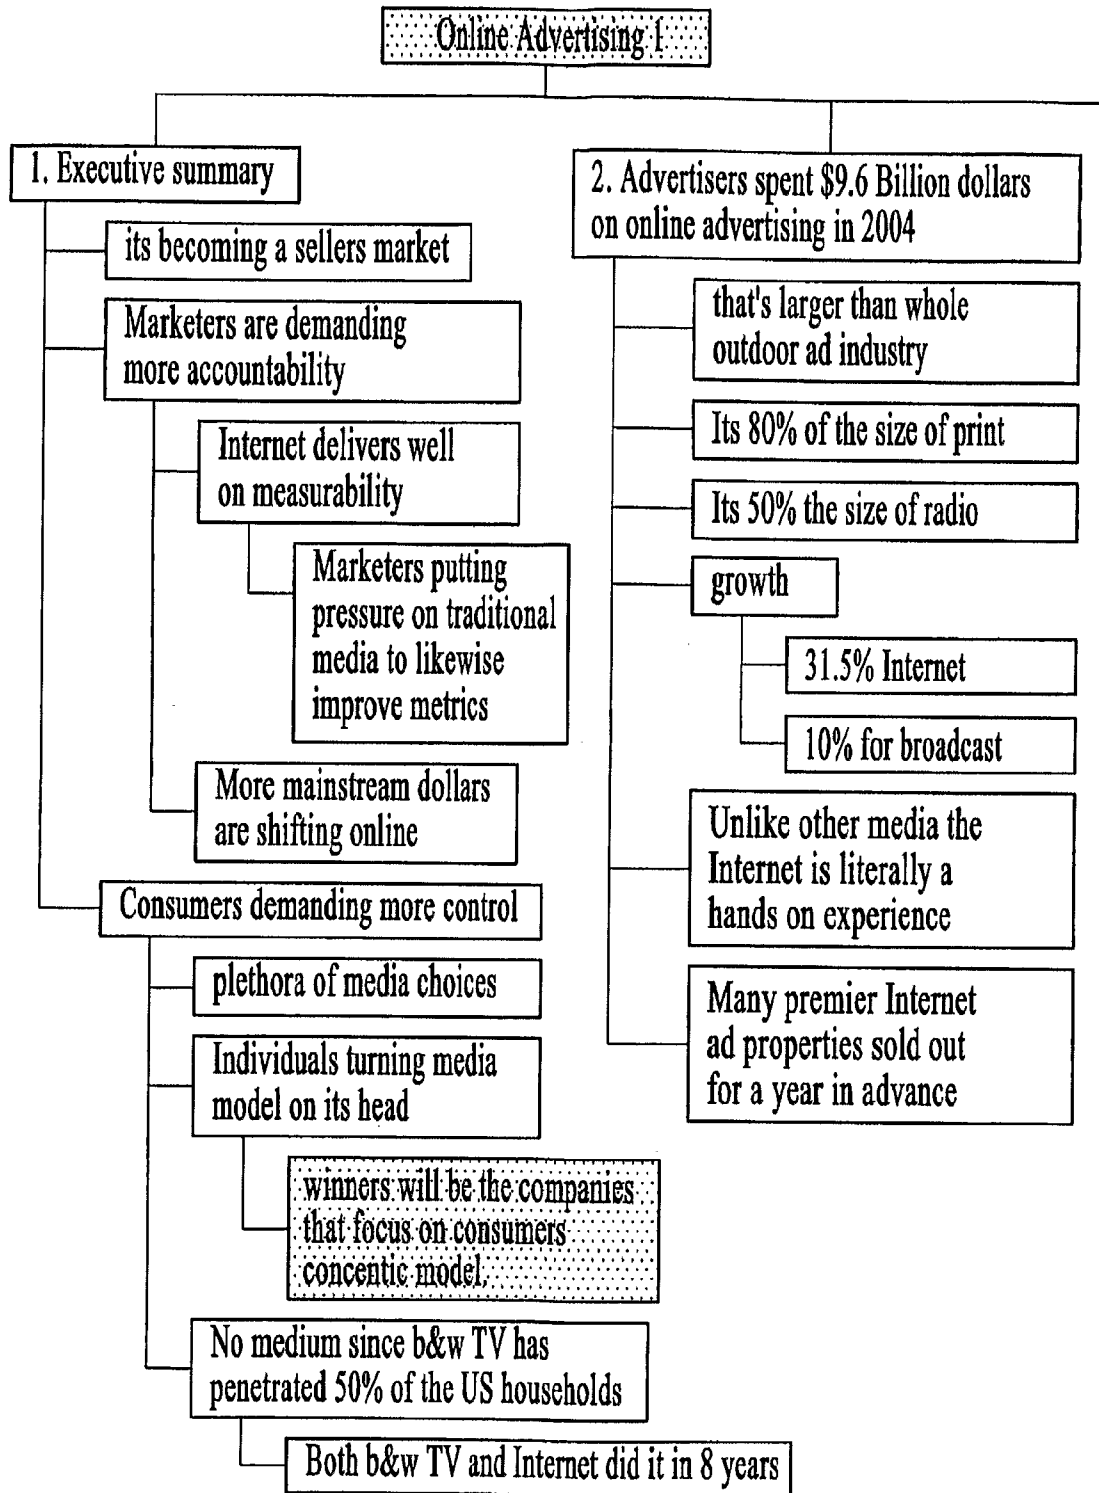 Online Advertising 1
1. Executive summary
its becoming a sellers market
Marketers are demanding
more accountability
Internet delivers well
on measurability
Marketers putting
pressure on traditional
media to likewise
improve metrics
More mainstream dollars
are shifting online
Consumers demanding more control
plethora of media choices
Individuals turning media
model on its head
winners will be the companies
that focus on consumers
concentic model.
No medium since b&w TV has
penetrated 50% of the US households
Both b&w TV and Internet did it in 8 years
2. Advertisers spent $9.6 Billion dollars
on online advertising in 2004
that's larger than whole
outdoor ad industry
Its 80% of the size of print
Its 50% the size of radio
growth
31.5% Internet
10% for broadcast
Unlike other media the
Internet is literally a
hands on experience
Many premier Internet
ad properties sold out
for a year in advance